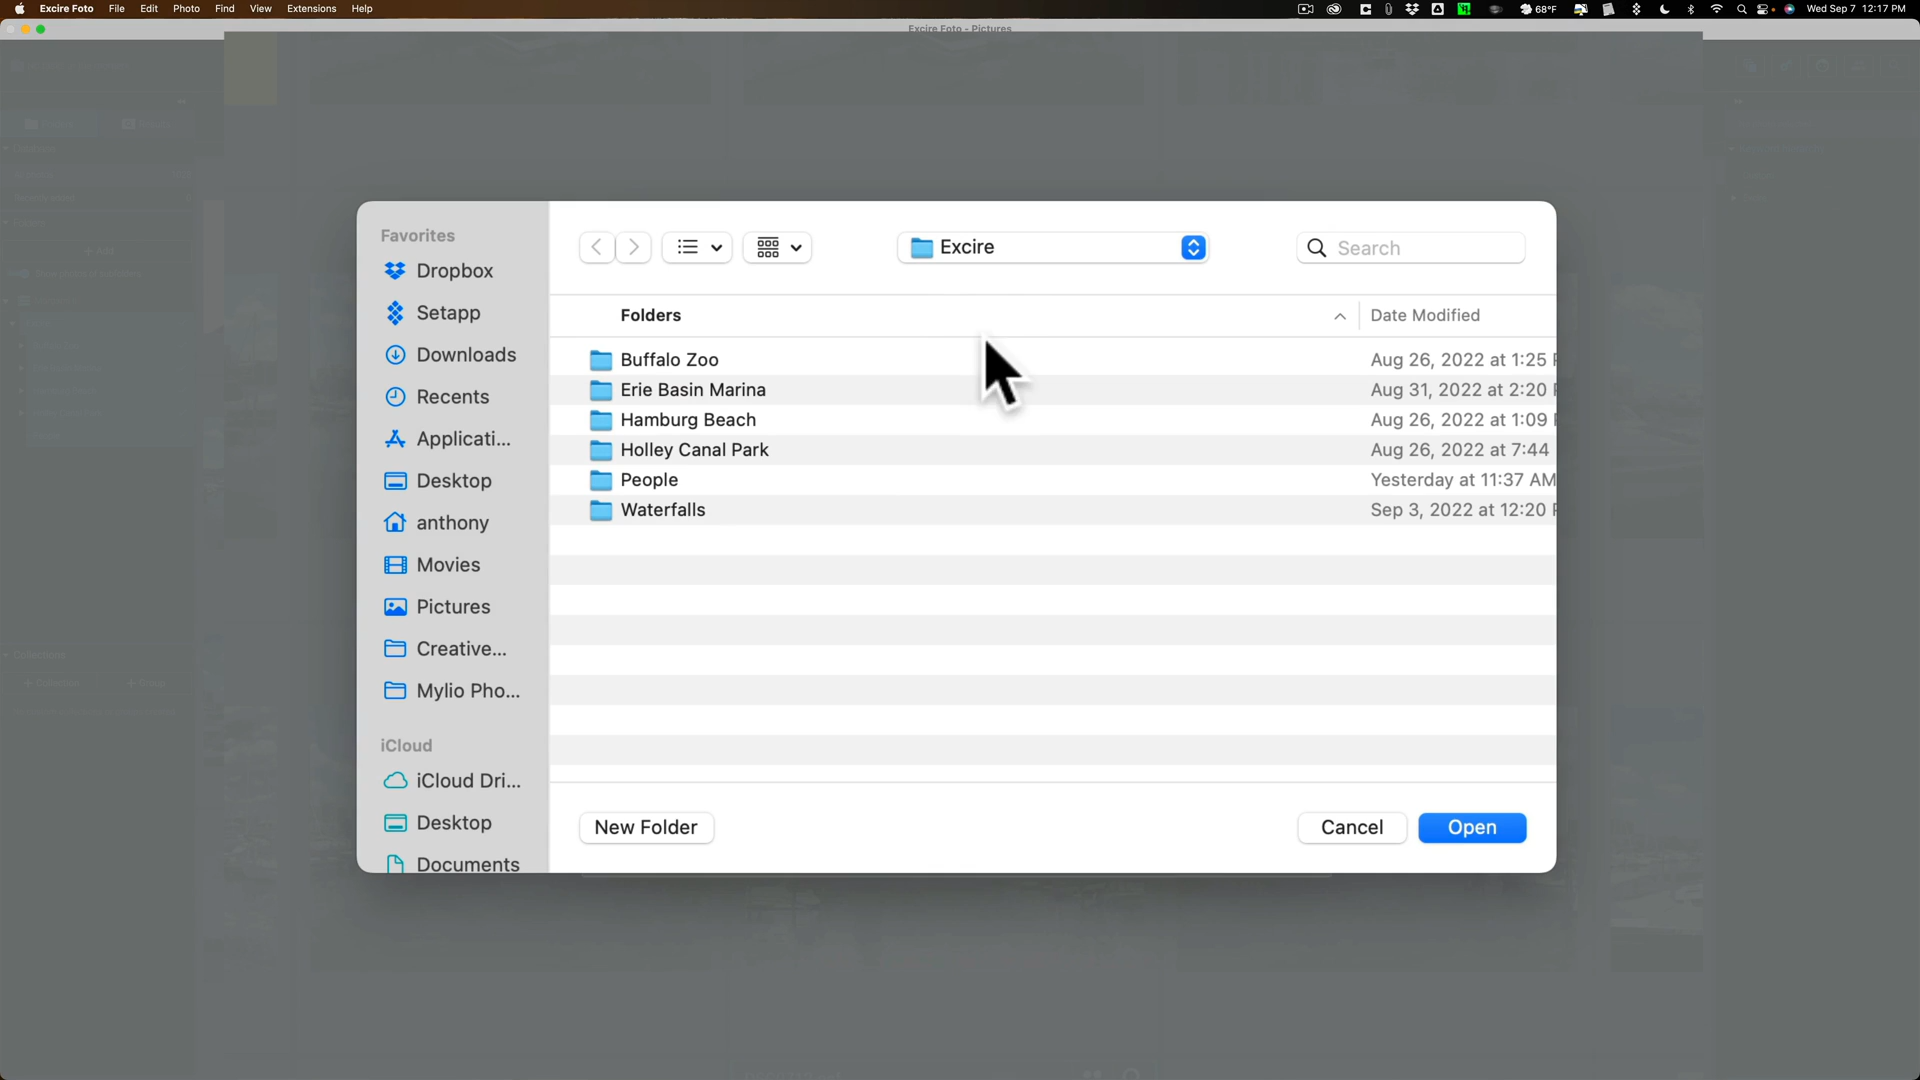 Excire Foto File Edit Photo Find View Extensions Help 68°F Wed Sep 7 12:17 PM
Excire Foto - Pictures
Favorites
Dropbox
Setapp
Downloads
Recents
Applicati...
Desktop
anthony
Movies
Pictures
Creative...
Mylio Pho...
iCloud
iCloud Dri...
Desktop
Documents
Excire
Search
Folders Date Modified
Buffalo Zoo Aug 26, 2022 at 1:25
Erie Basin Marina Aug 31, 2022 at 2:20
Hamburg Beach Aug 26, 2022 at 1:09
Holley Canal Park Aug 26, 2022 at 7:44
People Yesterday at 11:37 AM
Waterfalls Sep 3, 2022 at 12:20
New Folder Cancel Open
+ Add
Collections
+ Collection + Group